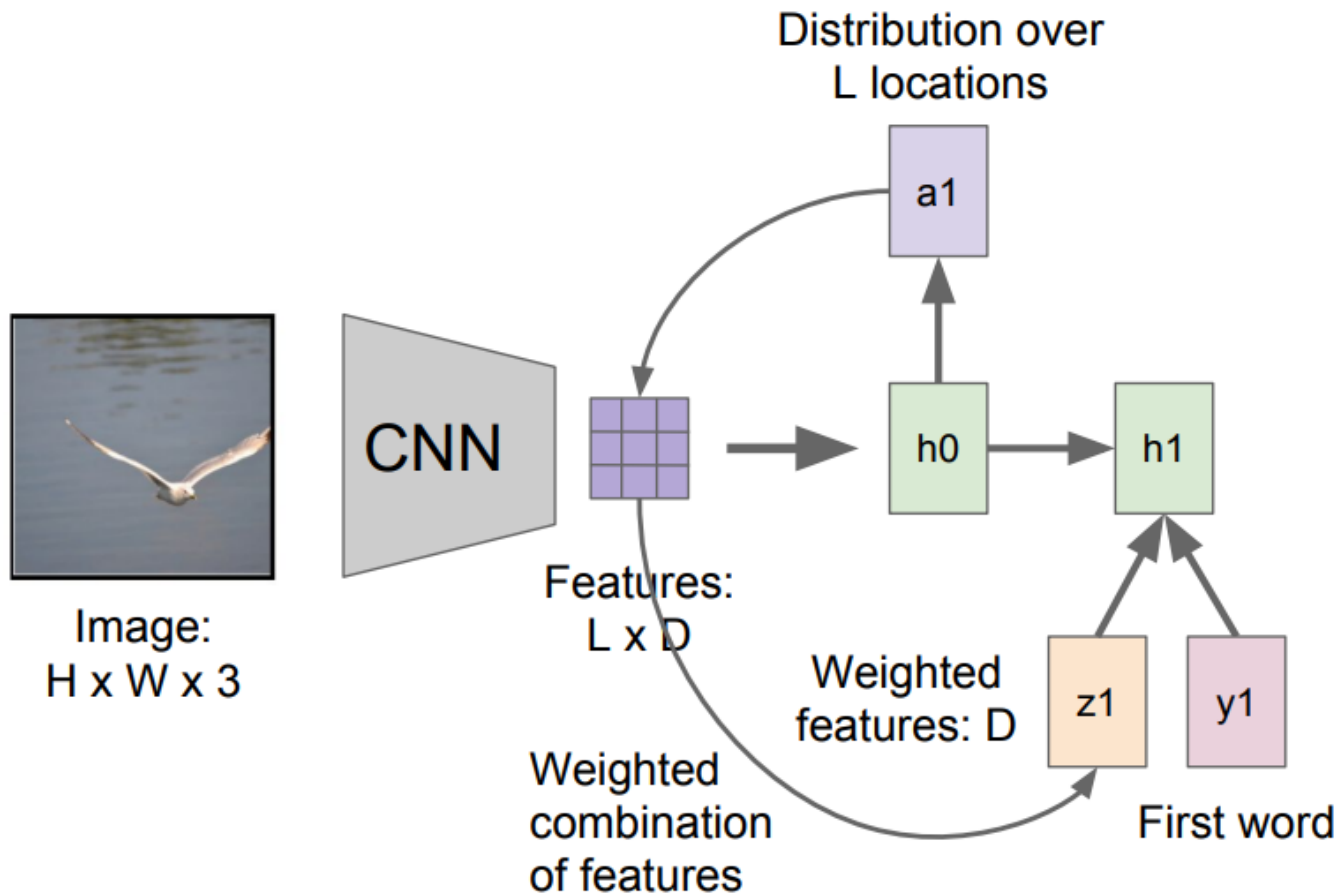 Distribution over
L locations
a1
CNN
h0
h1
Image:
H x W x 3
Features:
L x D
Weighted
features: D
z1
y1
Weighted
combination
of features
First word